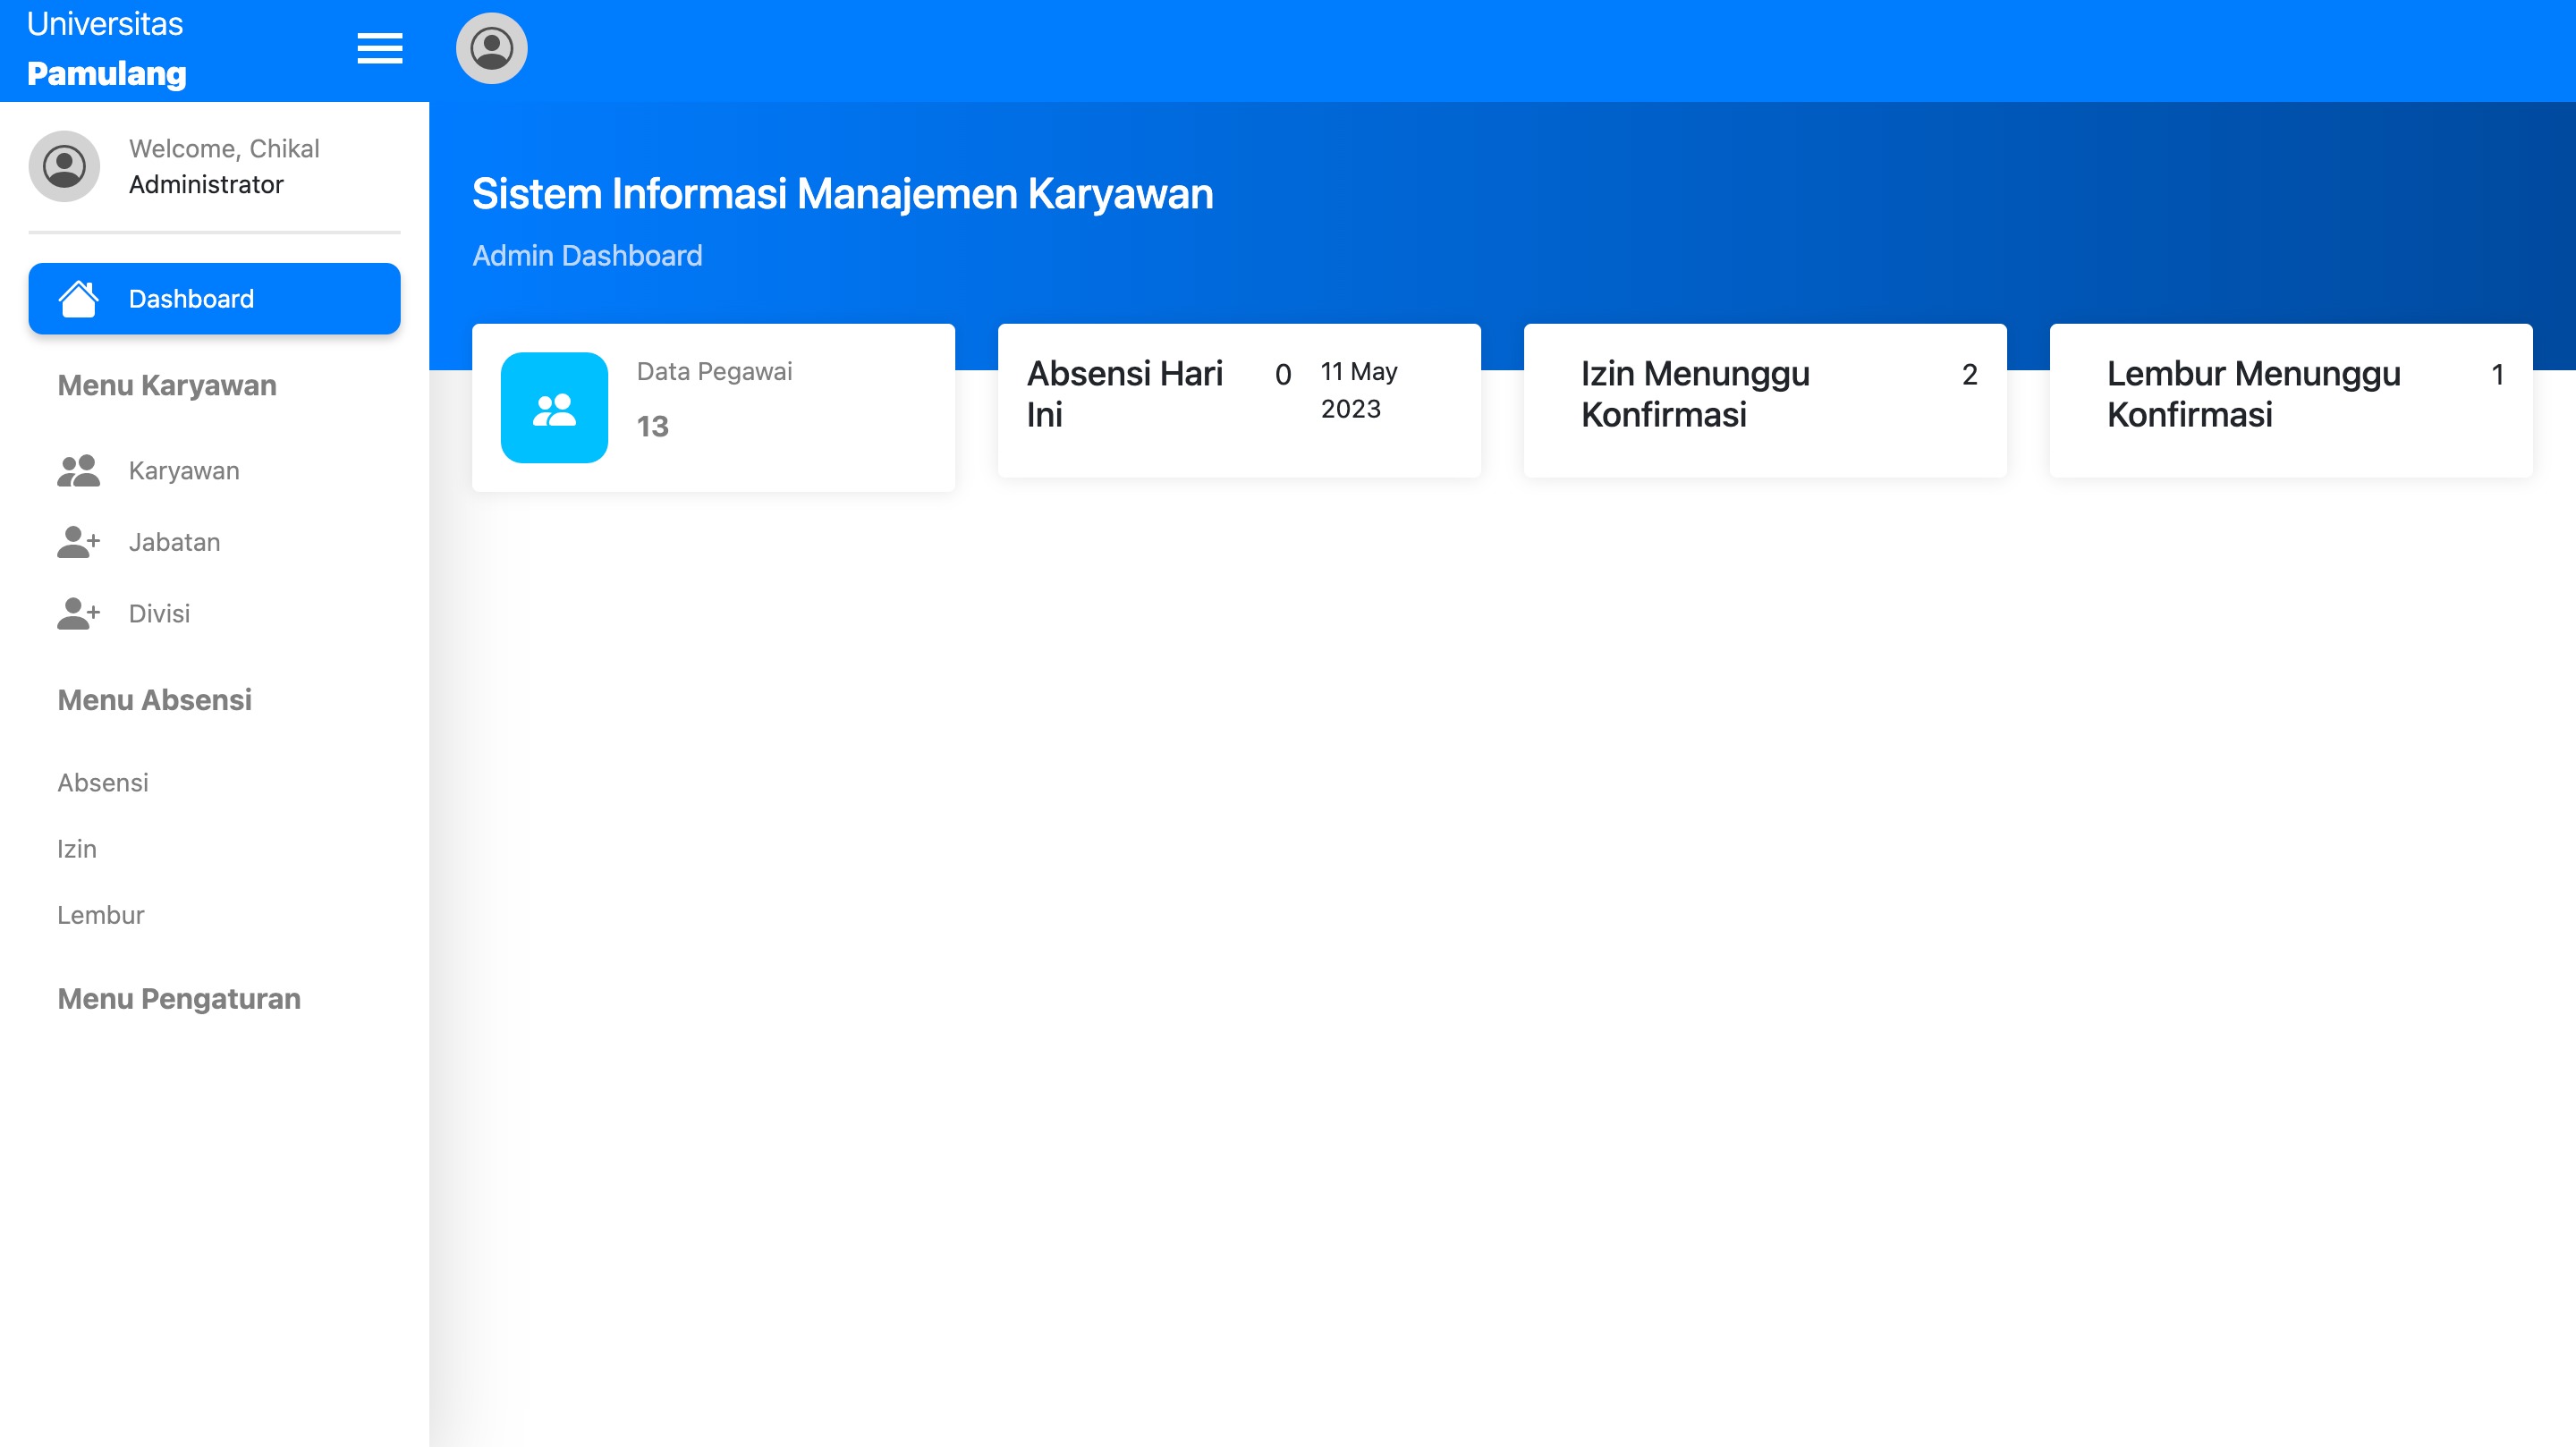 Universitas
Pamulang
Welcome, Chikal
Administrator
Dashboard
Menu Karyawan
Karyawan
Jabatan
Divisi
Menu Absensi
Absensi
Izin
Lembur
Menu Pengaturan
Sistem Informasi Manajemen Karyawan
Admin Dashboard
Data Pegawai
13
Absensi Hari
Ini
0
11 May
2023
Izin Menunggu
Konfirmasi
2
Lembur Menunggu
Konfirmasi
1